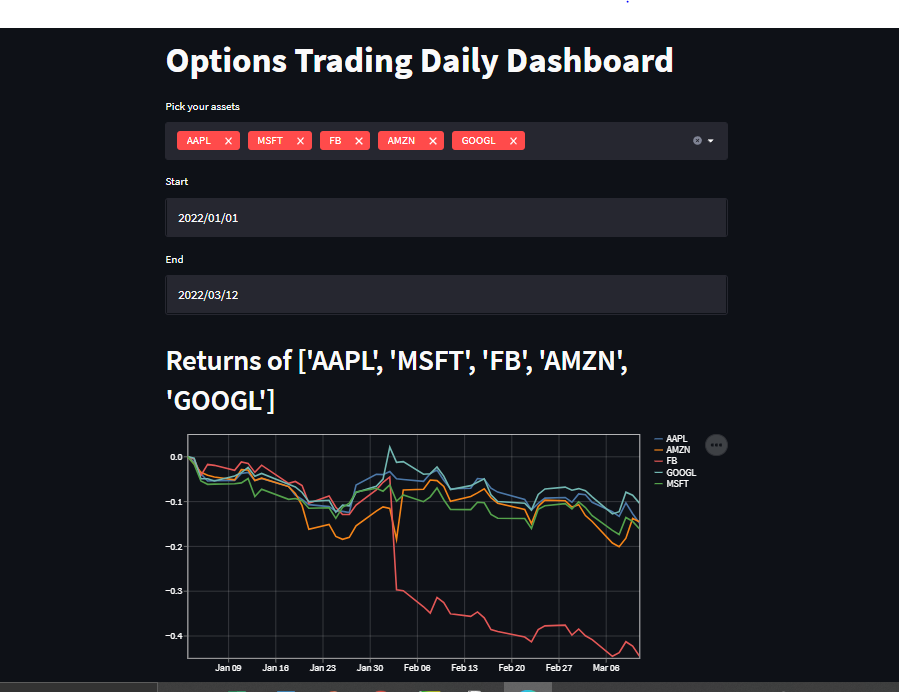 Options Trading Daily Dashboard
Pick your assets
AAPL MSFT FB AMZN GOOGL
Start
2022/01/01
End
2022/03/12
Returns of ['AAPL', 'MSFT', 'FB', 'AMZN',
'GOOGL']
0.0
−0.1
−0.2
−0.3
−0.4
Jan 09 Jan 16 Jan 23 Jan 30 Feb 06 Feb 13 Feb 20 Feb 27 Mar 06
AAPL
AMZN
FB
GOOGL
MSFT